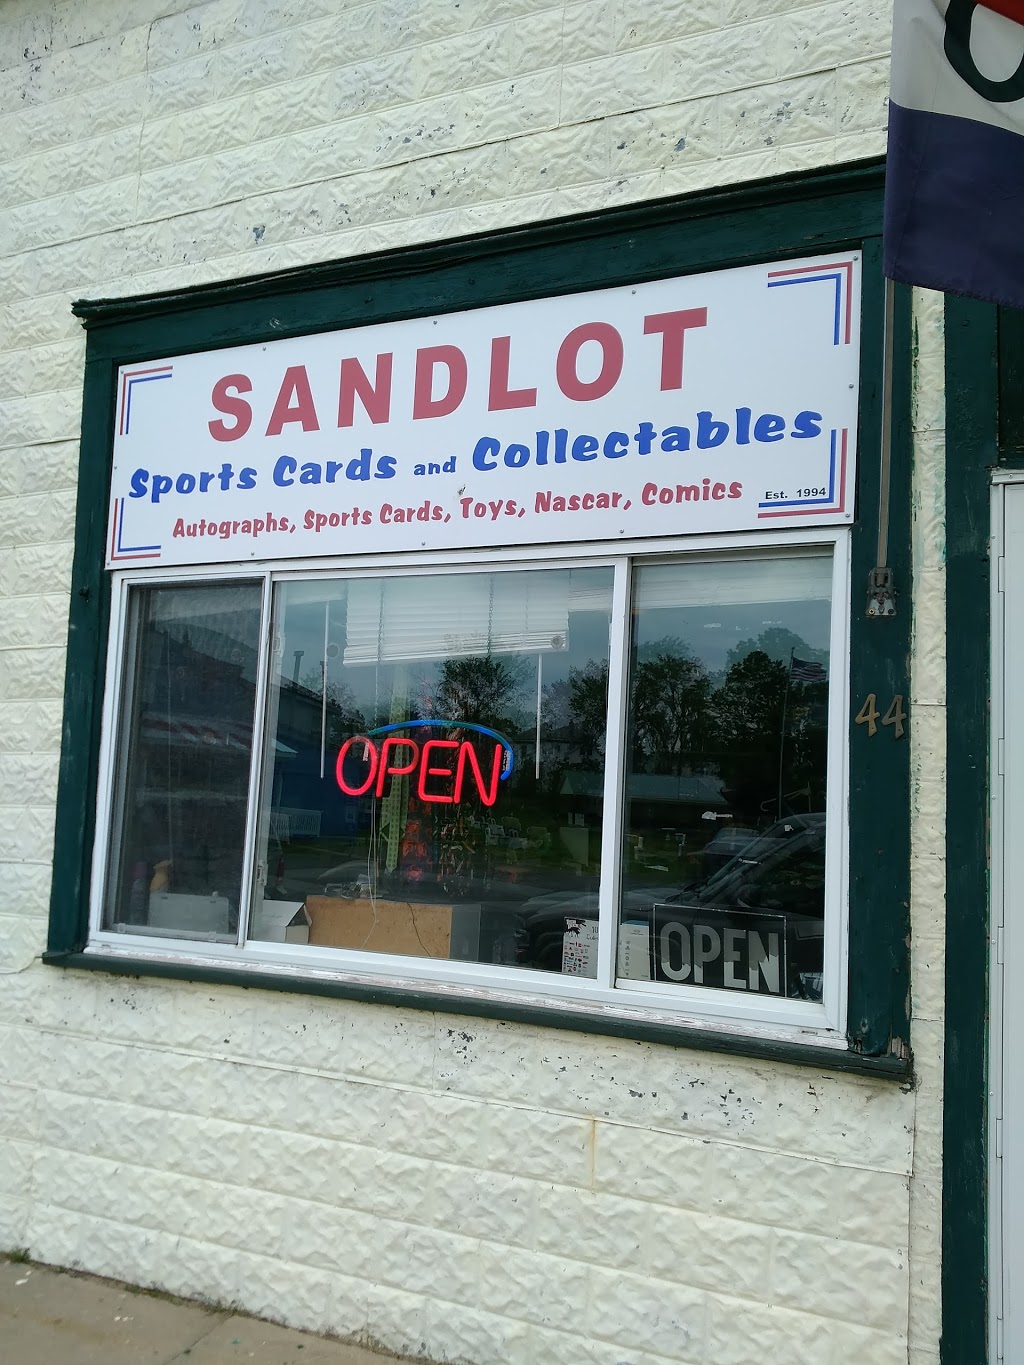 SANDLOT
Sports Cards and Collectables
Autographs, Sports Cards, Toys, Nascar, Comics
Est. 1994
44
OPEN
OPEN